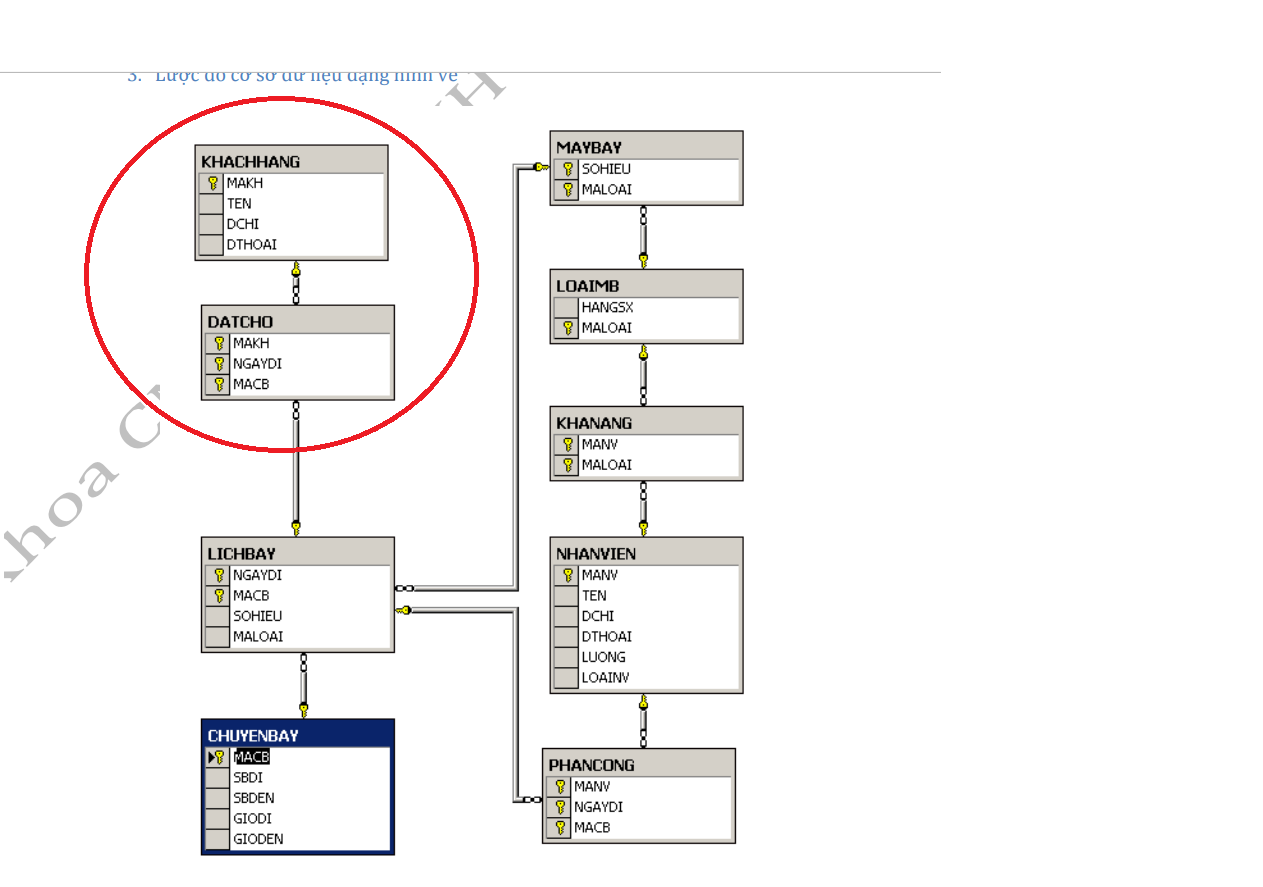 3. Lược đồ cơ sở dữ liệu dạng hình vẽ
KHACHHANG
MAKH
TEN
DCHI
DTHOAI
DATCHO
MAKH
NGAYDI
MACB
LICHBAY
NGAYDI
MACB
SOHIEU
MALOAI
CHUYENBAY
MACB
SBDI
SBDEN
GIODI
GIODEN
MAYBAY
SOHIEU
MALOAI
LOAIMB
HANGSX
MALOAI
KHANANG
MANV
MALOAI
NHANVIEN
MANV
TEN
DCHI
DTHOAI
LUONG
LOAINV
PHANCONG
MANV
NGAYDI
MACB